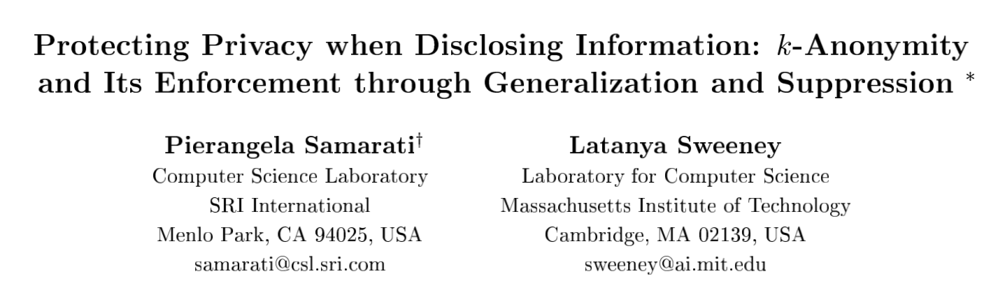 Protecting Privacy when Disclosing Information: k-Anonymity
and Its Enforcement through Generalization and Suppression *
Pierangela Samarati†
Computer Science Laboratory
SRI International
Menlo Park, CA 94025, USA
samarati@csl.sri.com
Latanya Sweeney
Laboratory for Computer Science
Massachusetts Institute of Technology
Cambridge, MA 02139, USA
sweeney@ai.mit.edu